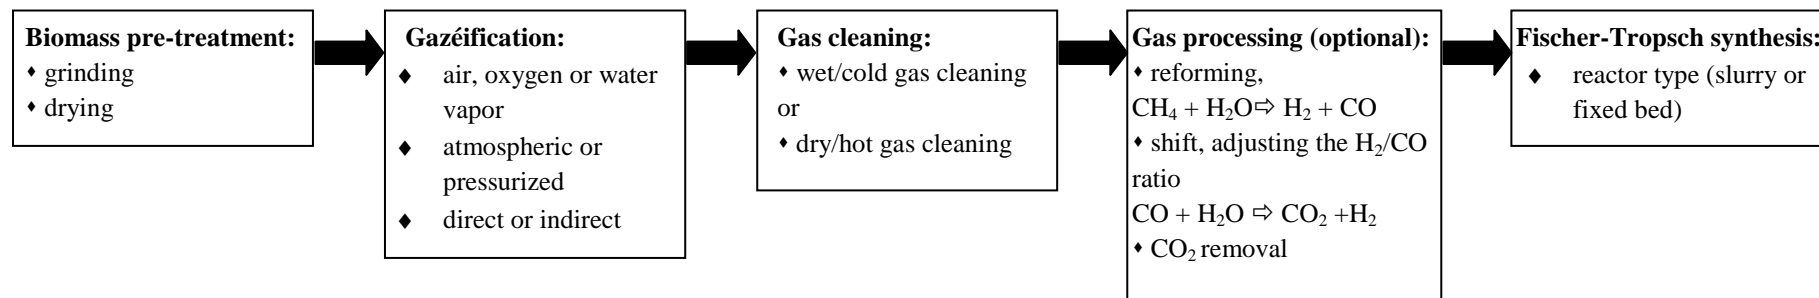 Biomass pre-treatment:
⬧ grinding
⬧ drying
Gazéification:
♦ air, oxygen or water
vapor
♦ atmospheric or
pressurized
♦ direct or indirect
Gas cleaning:
⬧ wet/cold gas cleaning
or
⬧ dry/hot gas cleaning
Gas processing (optional):
⬧ reforming,
CH₄ + H₂O⇨ H₂ + CO
⬧ shift, adjusting the H₂/CO
ratio
CO + H₂O ⇨ CO₂ +H₂
⬧ CO₂ removal
Fischer-Tropsch synthesis:
♦ reactor type (slurry or
fixed bed)